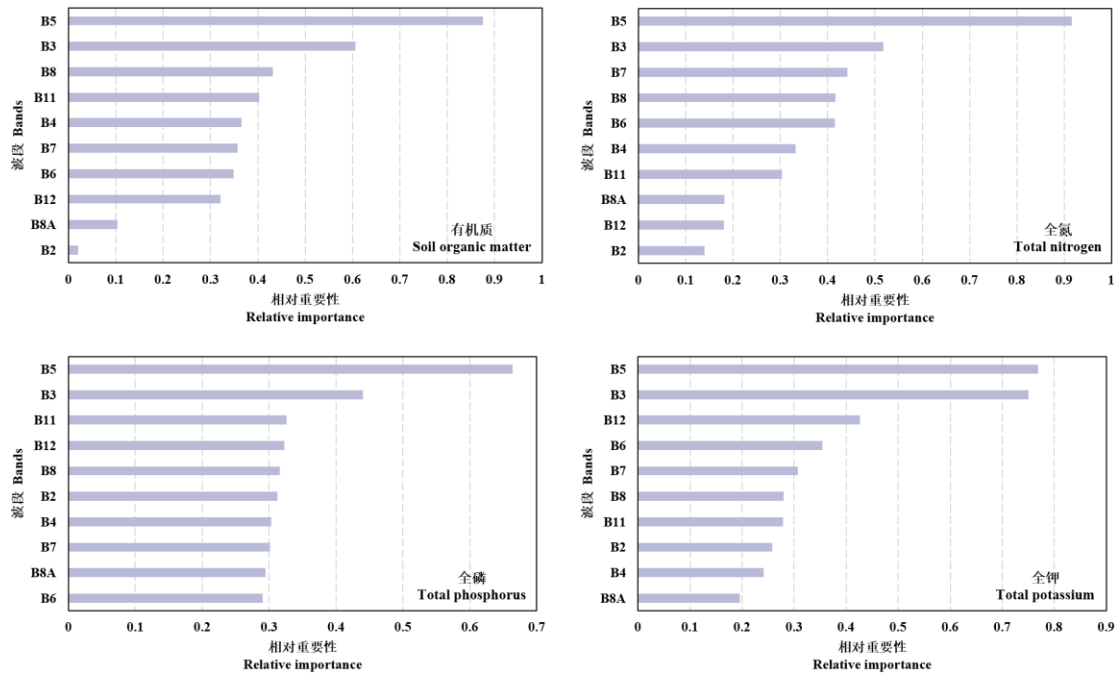 B5
B3
B8
B11
B4
B7
B6
B12
B8A
B2
波段 Bands
有机质
Soil organic matter
0 0.1 0.2 0.3 0.4 0.5 0.6 0.7 0.8 0.9 1
相对重要性
Relative importance
B5
B3
B7
B8
B6
B4
B11
B8A
B12
B2
波段 Bands
全氮
Total nitrogen
0 0.1 0.2 0.3 0.4 0.5 0.6 0.7 0.8 0.9 1
相对重要性
Relative importance
B5
B3
B11
B12
B8
B2
B4
B7
B8A
B6
波段 Bands
全磷
Total phosphorus
0 0.1 0.2 0.3 0.4 0.5 0.6 0.7
相对重要性
Relative importance
B5
B3
B12
B6
B7
B8
B11
B2
B4
B8A
波段 Bands
全钾
Total potassium
0 0.1 0.2 0.3 0.4 0.5 0.6 0.7 0.8 0.9
相对重要性
Relative importance